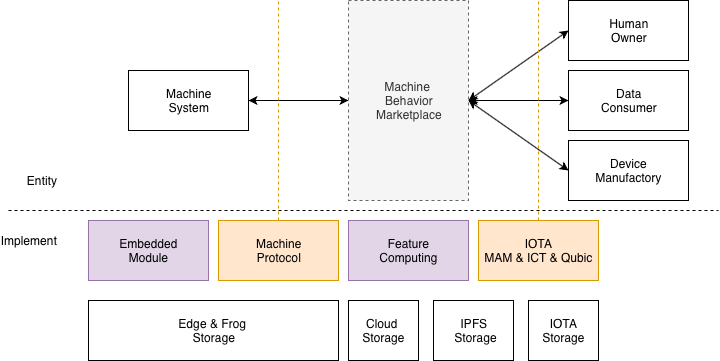 Human
Owner
Machine
System
Machine
Behavior
Marketplace
Data
Consumer
Device
Manufactory
Entity
Implement
Embedded
Module
Machine
Protocol
Feature
Computing
IOTA
MAM & ICT & Qubic
Edge & Frog
Storage
Cloud
Storage
IPFS
Storage
IOTA
Storage